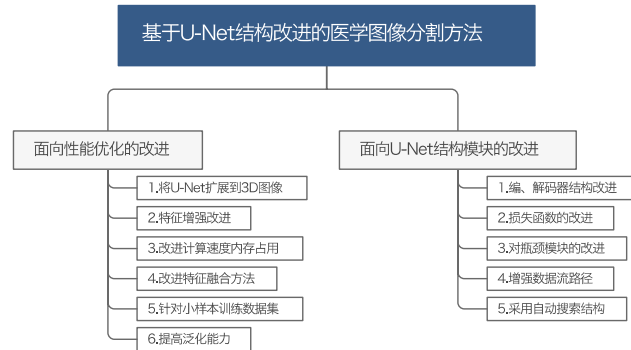 基于U-Net结构改进的医学图像分割方法
面向性能优化的改进
1.将U-Net扩展到3D图像
2.特征增强改进
3.改进计算速度内存占用
4.改进特征融合方法
5.针对小样本训练数据集
6.提高泛化能力
面向U-Net结构模块的改进
1.编、解码器结构改进
2.损失函数的改进
3.对瓶颈模块的改进
4.增强数据流路径
5.采用自动搜索结构